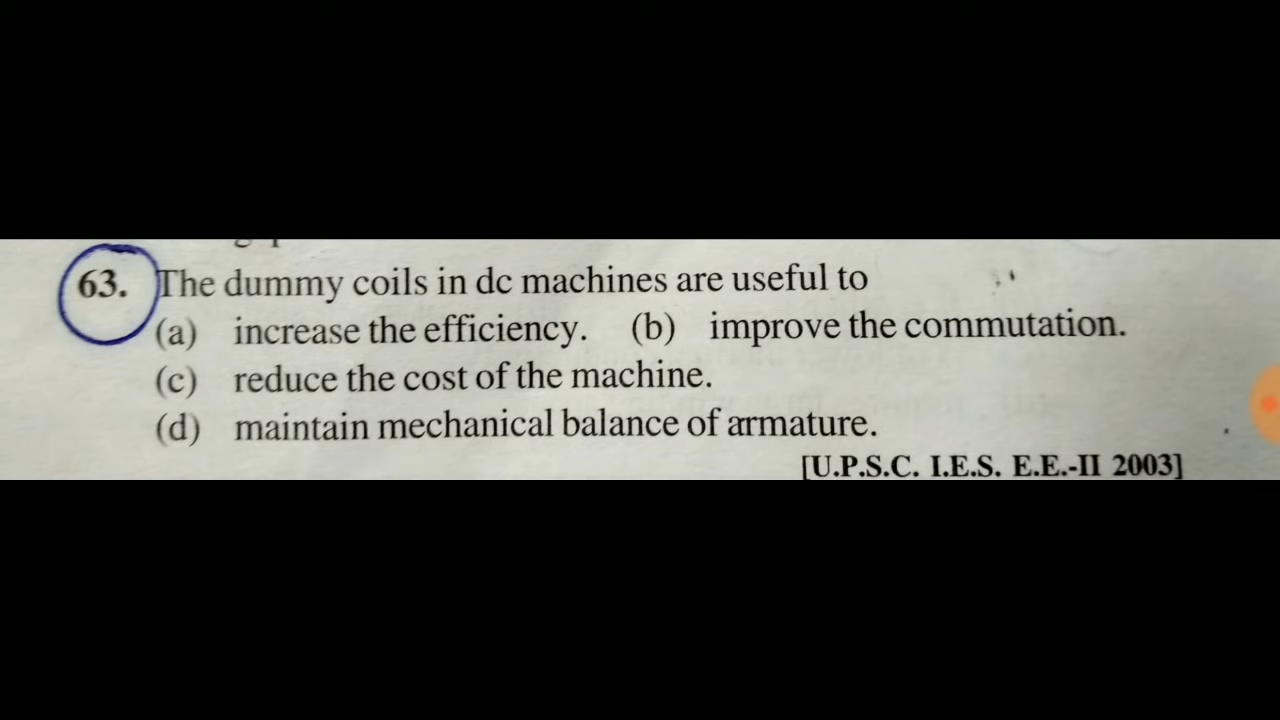 63. The dummy coils in dc machines are useful to
(a) increase the efficiency. (b) improve the commutation.
(c) reduce the cost of the machine.
(d) maintain mechanical balance of armature.
[U.P.S.C. I.E.S. E.E.-II 2003]